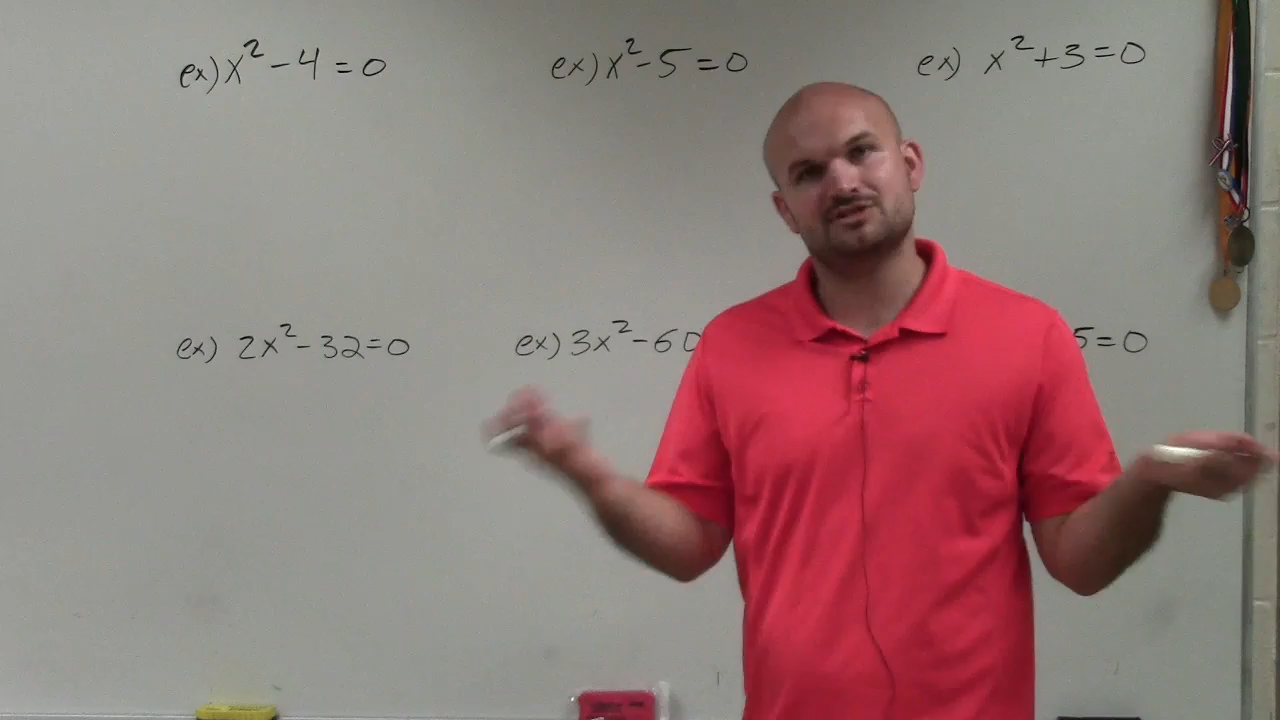 ex) x² - 4 = 0
ex) x² - 5 = 0
ex) x² + 3 = 0
ex) 2x² - 32 = 0
ex) 3x² - 60
5 = 0